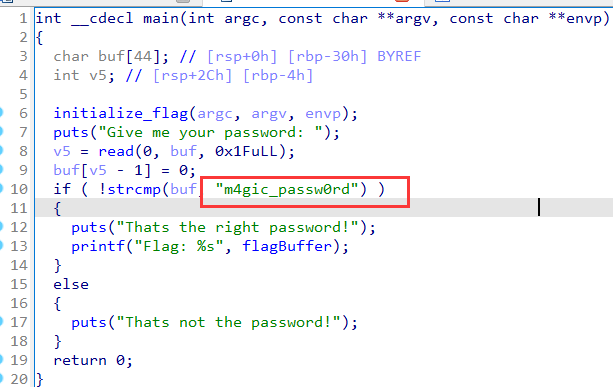 1 int __cdecl main(int argc, const char **argv, const char **envp)
2 {
3 char buf[44]; // [rsp+0h] [rbp-30h] BYREF
4 int v5; // [rsp+2Ch] [rbp-4h]
5
6 initialize_flag(argc, argv, envp);
7 puts("Give me your password: ");
8 v5 = read(0, buf, 0x1FuLL);
9 buf[v5 - 1] = 0;
10 if ( !strcmp(buf, "m4gic_passw0rd") )
11 {
12 puts("Thats the right password!");
13 printf("Flag: %s", flagBuffer);
14 }
15 else
16 {
17 puts("Thats not the password!");
18 }
19 return 0;
20 }